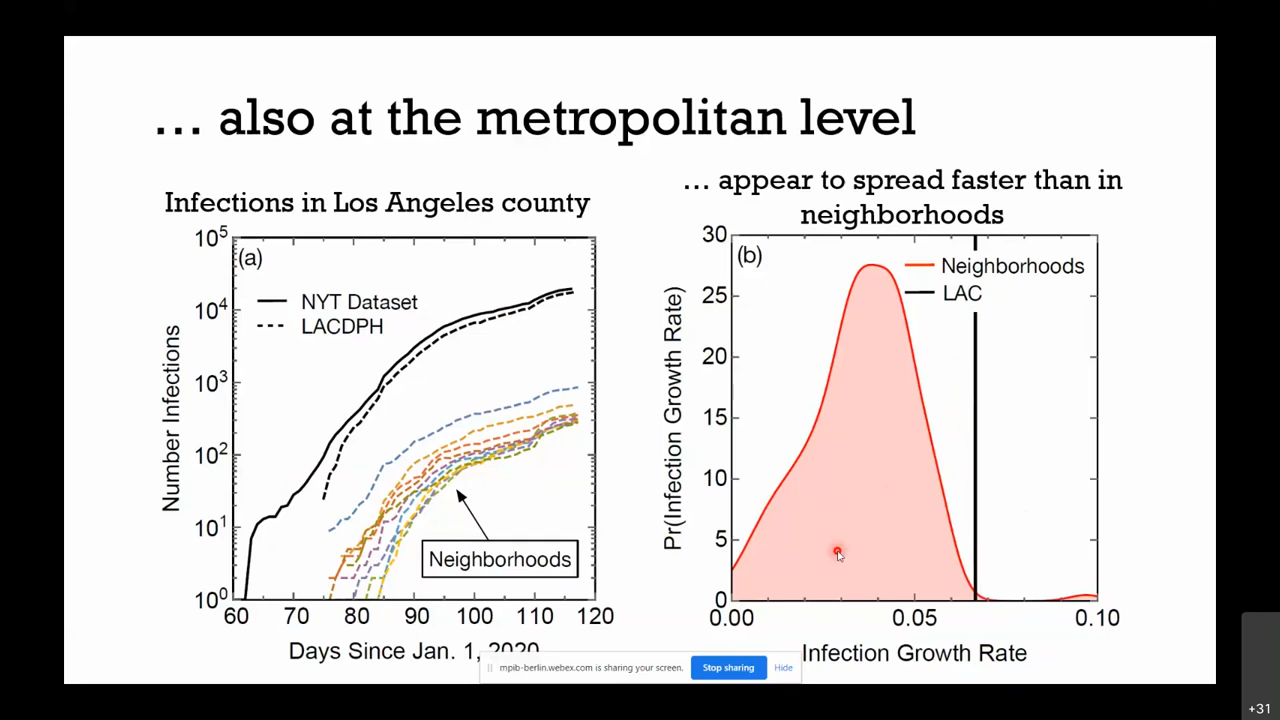 … also at the metropolitan level
Infections in Los Angeles county
… appear to spread faster than in
neighborhoods
(a)
NYT Dataset
LACDPH
Neighborhoods
Number Infections
10^5
10^4
10^3
10^2
10^1
10^0
60 70 80 90 100 110 120
Days Since Jan. 1, 2020
(b)
Neighborhoods
LAC
Pr(Infection Growth Rate)
30
25
20
15
10
5
0
0.00 0.05 0.10
Infection Growth Rate
mpib-berlin.webex.com is sharing your screen. Stop sharing Hide
+31